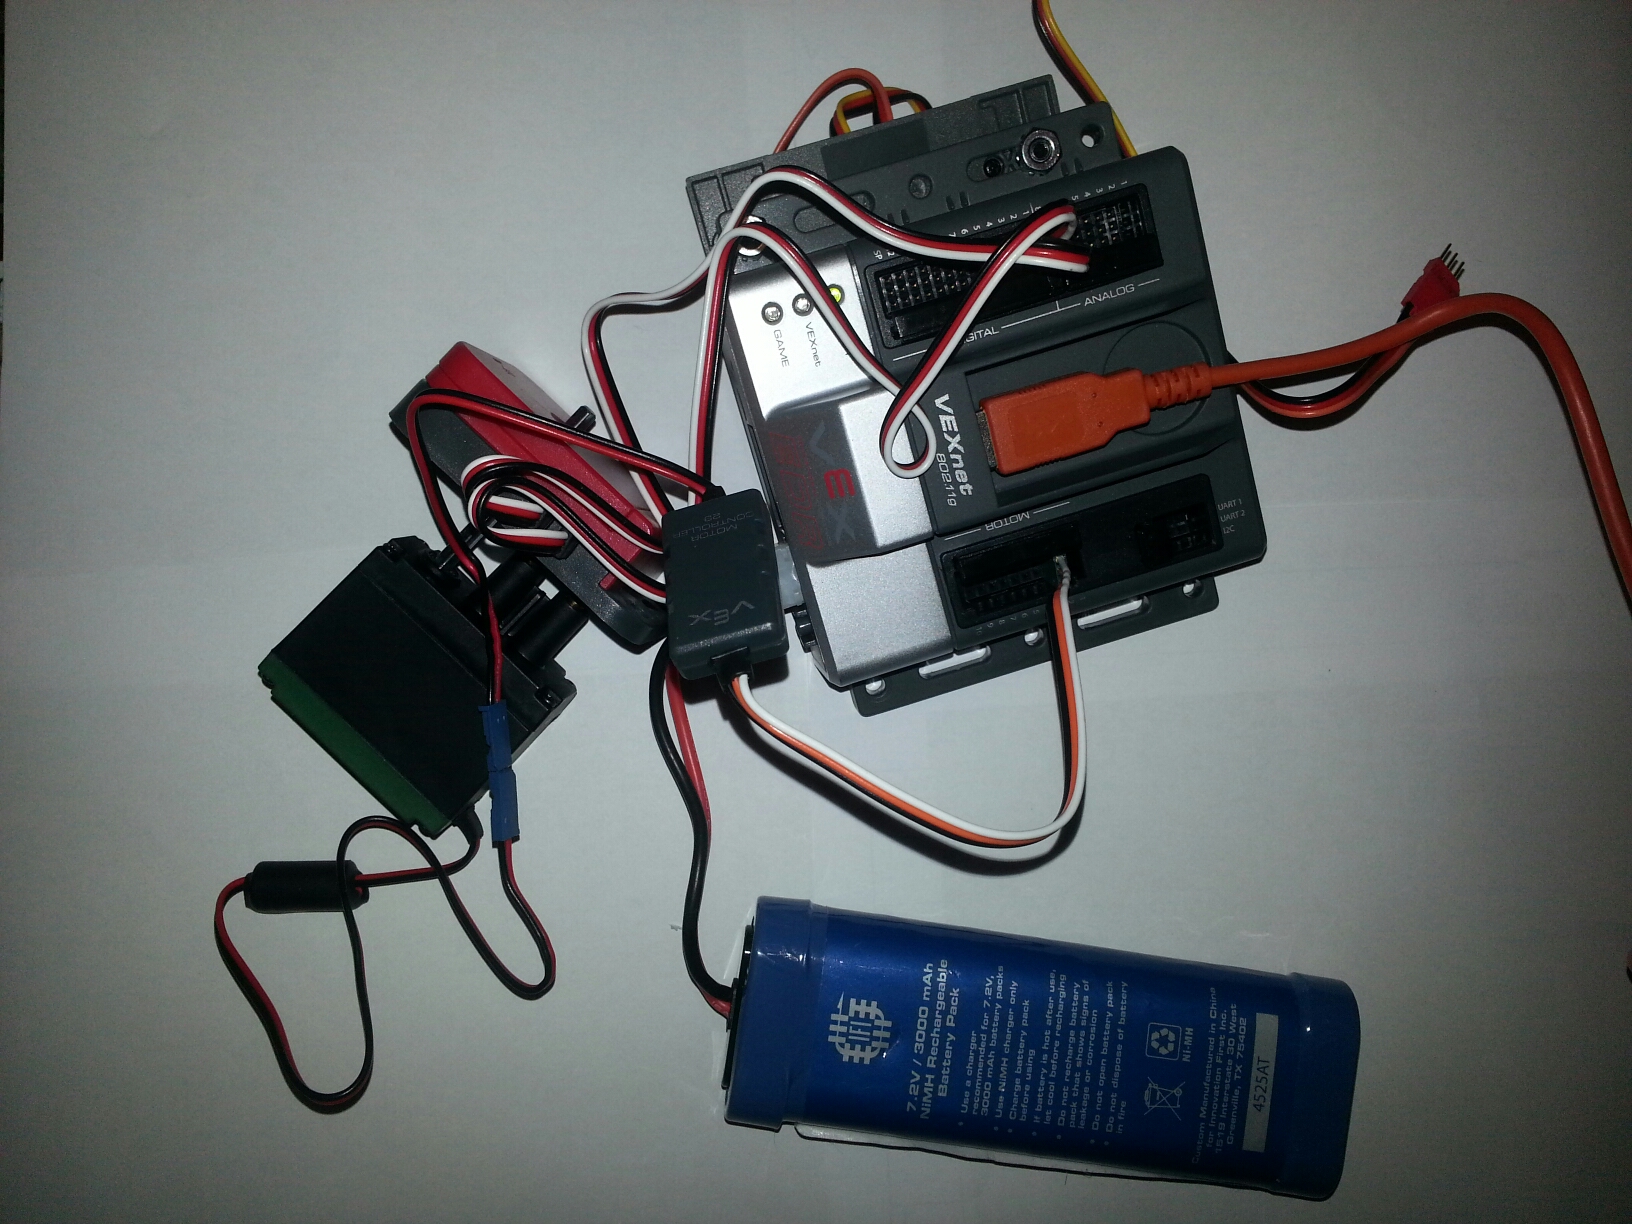 DIGITAL
ANALOG
VEXnet
GAME
VEXnet
802.11g
VEX
MOTOR
UART 1
UART 2
I2C
MOTOR
CONTROLLER
29
VEX
IFI
7.2V / 3000 mAh
NiMH Rechargeable
Battery Pack
• Use a charger
recommended for 7.2V,
3000 mAh battery packs
• Use NiMH charger only
• Charge battery pack
before using
• If battery is hot after use,
let cool before recharging
• Do not recharge battery
pack that shows signs of
leakage or corrosion
• Do not open battery pack
• Do not dispose of battery
in fire
Ni-MH
Custom Manufactured in China
for Innovation First Inc.
1519 Interstate 30 West
Greenville, TX 75402
4525AT